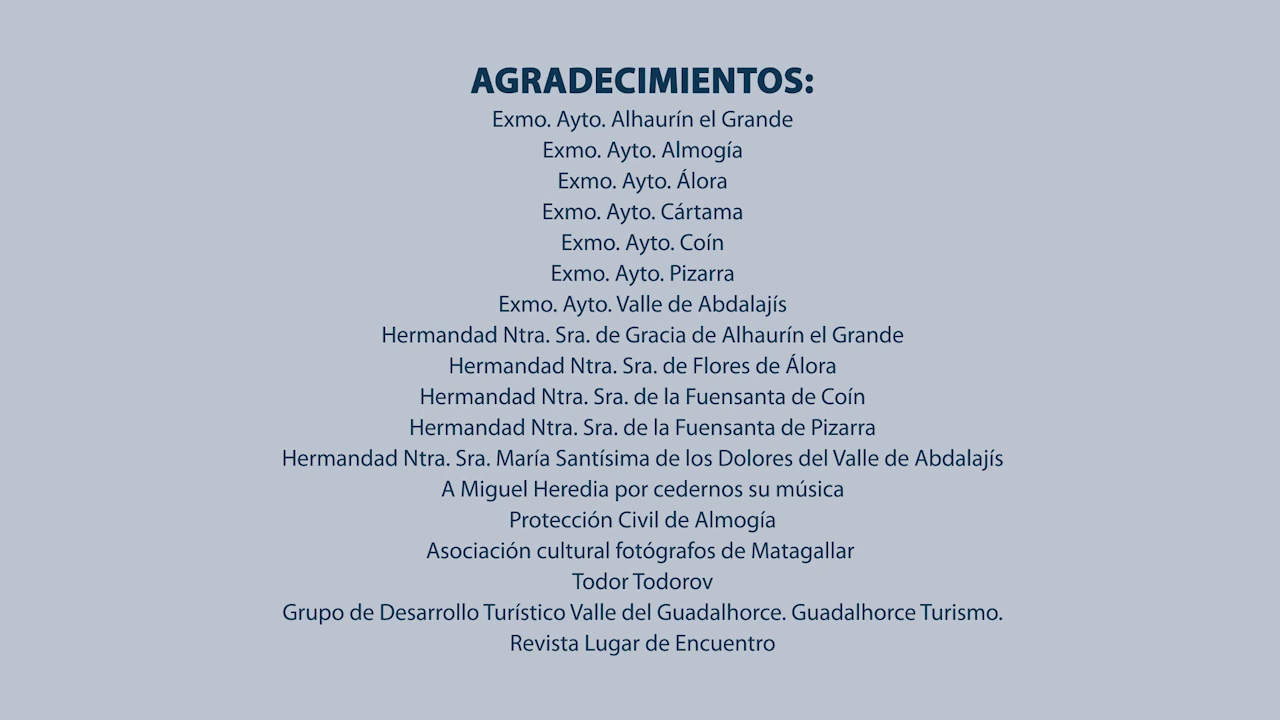 AGRADECIMIENTOS:
Exmo. Ayto. Alhaurín el Grande
Exmo. Ayto. Almogía
Exmo. Ayto. Álora
Exmo. Ayto. Cártama
Exmo. Ayto. Coín
Exmo. Ayto. Pizarra
Exmo. Ayto. Valle de Abdalajís
Hermandad Ntra. Sra. de Gracia de Alhaurín el Grande
Hermandad Ntra. Sra. de Flores de Álora
Hermandad Ntra. Sra. de la Fuensanta de Coín
Hermandad Ntra. Sra. de la Fuensanta de Pizarra
Hermandad Ntra. Sra. María Santísima de los Dolores del Valle de Abdalajís
A Miguel Heredia por cedernos su música
Protección Civil de Almogía
Asociación cultural fotógrafos de Matagallar
Todor Todorov
Grupo de Desarrollo Turístico Valle del Guadalhorce. Guadalhorce Turismo.
Revista Lugar de Encuentro